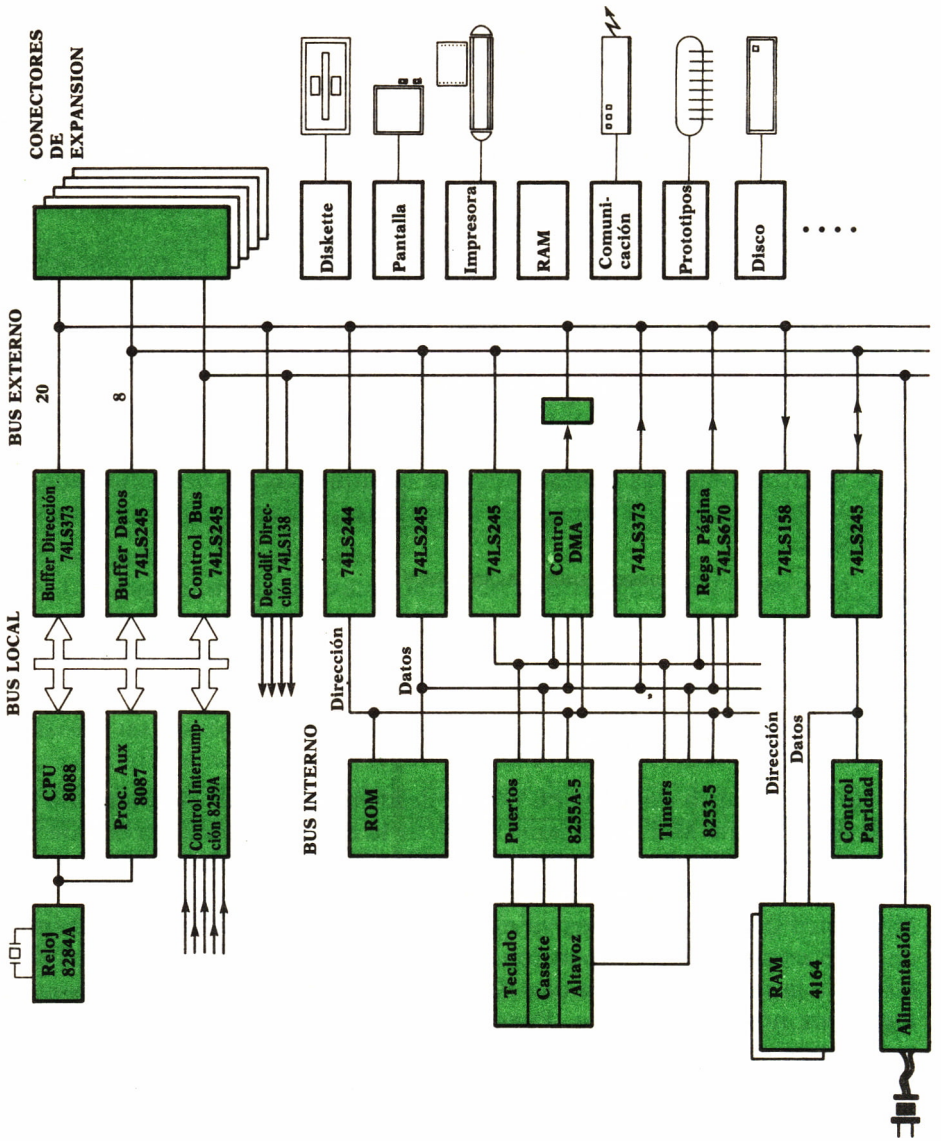 CONECTORES
DE
EXPANSION
BUS EXTERNO
20
8
BUS LOCAL
Reloj
8284A
CPU
8088
Proc. Aux
8087
Control Interrump-
ción 8259A
Buffer Dirección
74LS373
Buffer Datos
74LS245
Control Bus
74LS245
Decodif. Direc-
ción 74LS138
74LS244
74LS245
74LS245
Control
DMA
74LS373
Regs Página
74LS670
74LS158
74LS245
Dirección
Datos
BUS INTERNO
ROM
Puertos
8255A-5
Timers
8253-5
Teclado
Cassete
Altavoz
Dirección
Datos
RAM
4164
Control
Paridad
Alimentación
Diskette
Pantalla
Impresora
RAM
Comuni-
cación
Prototipos
Disco